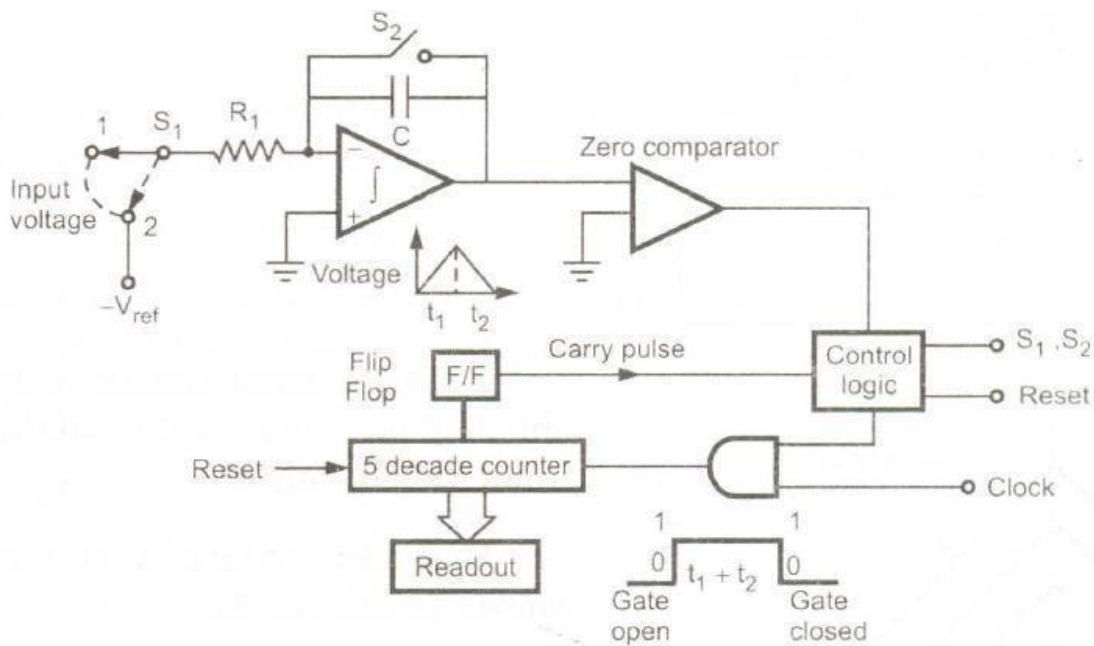 S2
1
S1
R1
C
Input
voltage
2
–Vref
−
+
∫
Zero comparator
Voltage
t1
t2
Flip
Flop
F/F
Carry pulse
Control
logic
S1 .S2
Reset
Reset
5 decade counter
Clock
Readout
1
0
t1 + t2
1
0
Gate
open
Gate
closed